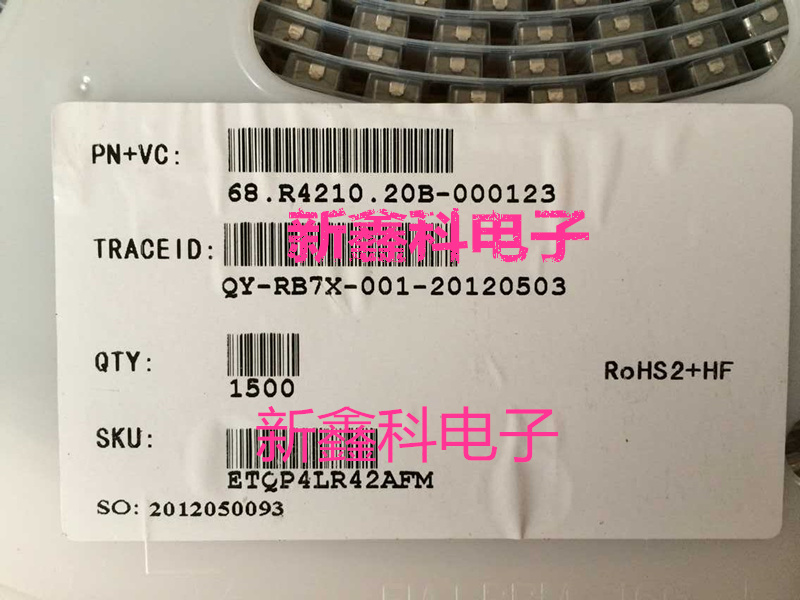 PN+VC:
68.R4210.20B-000123
新鑫科电子
TRACEID:
QY-RB7X-001-20120503
QTY:
1500
RoHS2+HF
新鑫科电子
SKU:
ETQP4LR42AFM
SO: 2012050093